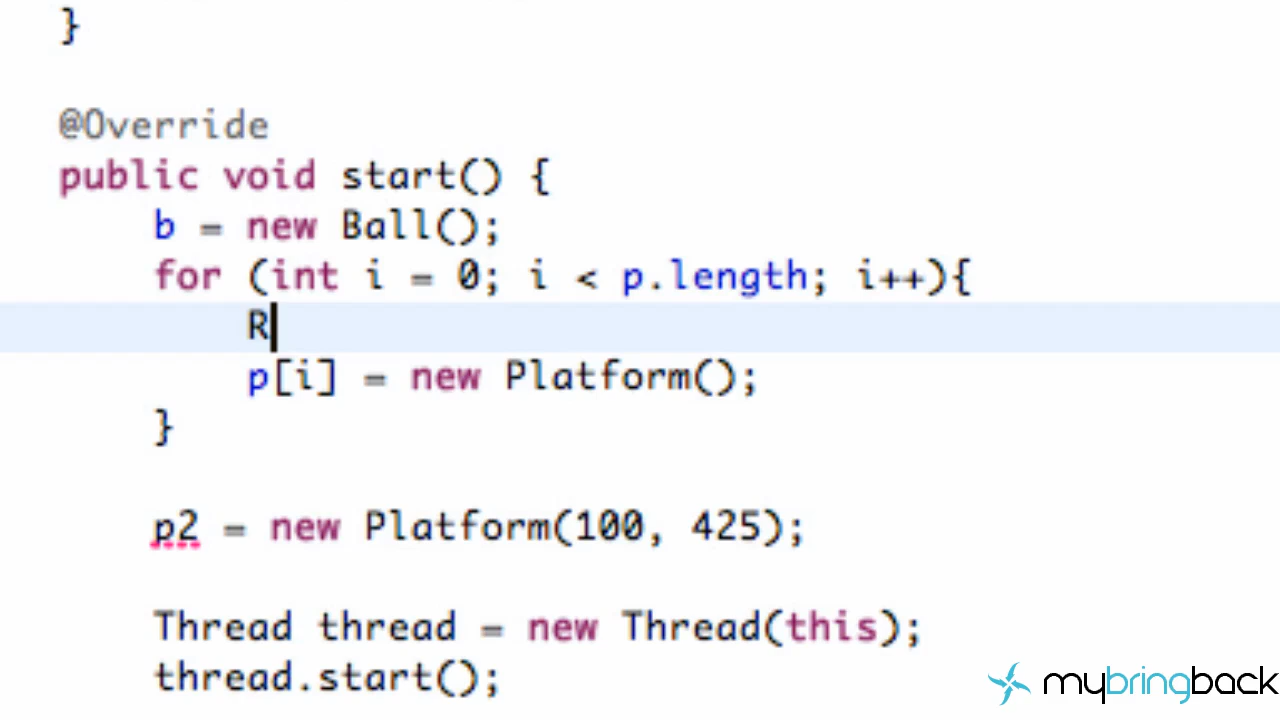 }
@Override
public void start() {
b = new Ball();
for (int i = 0; i < p.length; i++){
R
p[i] = new Platform();
}
p2 = new Platform(100, 425);
Thread thread = new Thread(this);
thread.start();
mybringback